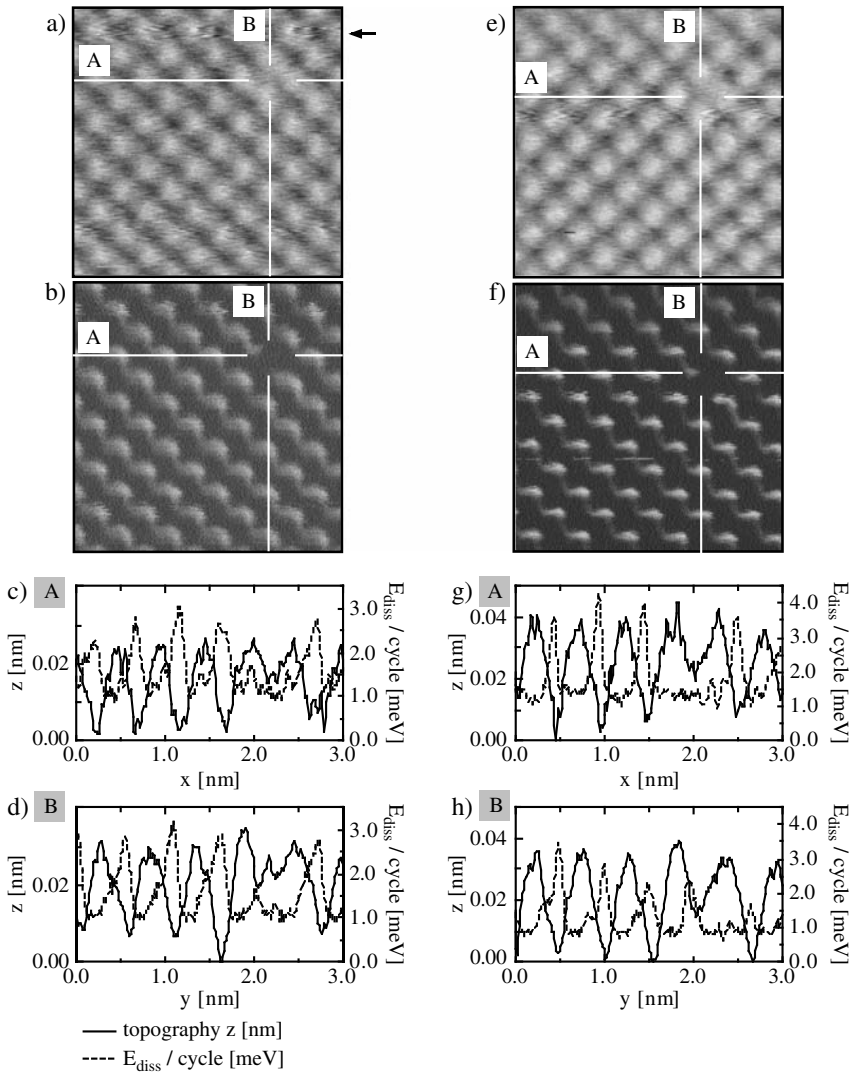 a)
B
A
b)
B
A
e)
B
A
f)
B
A
c) A
z [nm]
0.02
0.00
E_diss / cycle [meV]
3.0
2.0
1.0
0.0
0.0 1.0 2.0 3.0
x [nm]
d) B
z [nm]
0.02
0.00
E_diss / cycle [meV]
3.0
2.0
1.0
0.0
0.0 1.0 2.0 3.0
y [nm]
g) A
z [nm]
0.04
0.02
0.00
E_diss / cycle [meV]
4.0
3.0
2.0
1.0
0.0
0.0 1.0 2.0 3.0
x [nm]
h) B
z [nm]
0.04
0.02
0.00
E_diss / cycle [meV]
4.0
3.0
2.0
1.0
0.0
0.0 1.0 2.0 3.0
y [nm]
topography z [nm]
E_diss / cycle [meV]